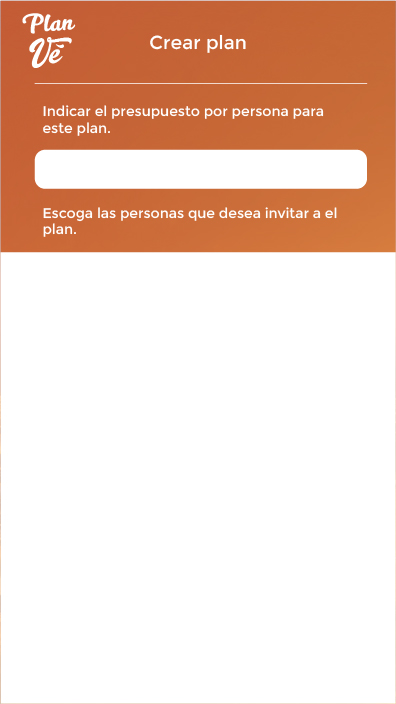 Plan
Ve
Crear plan
Indicar el presupuesto por persona para
este plan.
Escoga las personas que desea invitar a el
plan.